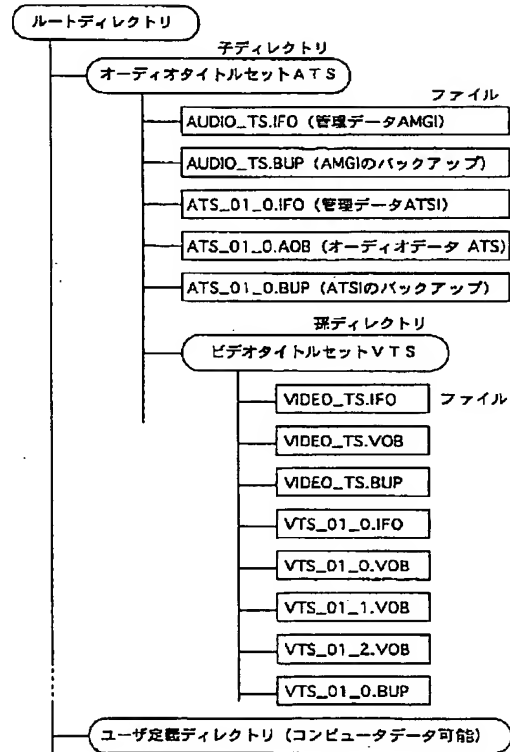 ルートディレクトリ
子ディレクトリ
オーディオタイトルセットATS
ファイル
AUDIO_TS.IFO (管理データAMGI)
AUDIO_TS.BUP (AMGIのバックアップ)
ATS_01_0.IFO (管理データATSI)
ATS_01_0.AOB (オーディオデータ ATS)
ATS_01_0.BUP (ATSIのバックアップ)
孫ディレクトリ
ビデオタイトルセットVTS
VIDEO_TS.IFO ファイル
VIDEO_TS.VOB
VIDEO_TS.BUP
VTS_01_0.IFO
VTS_01_0.VOB
VTS_01_1.VOB
VTS_01_2.VOB
VTS_01_0.BUP
ユーザ定義ディレクトリ (コンピュータデータ可能)